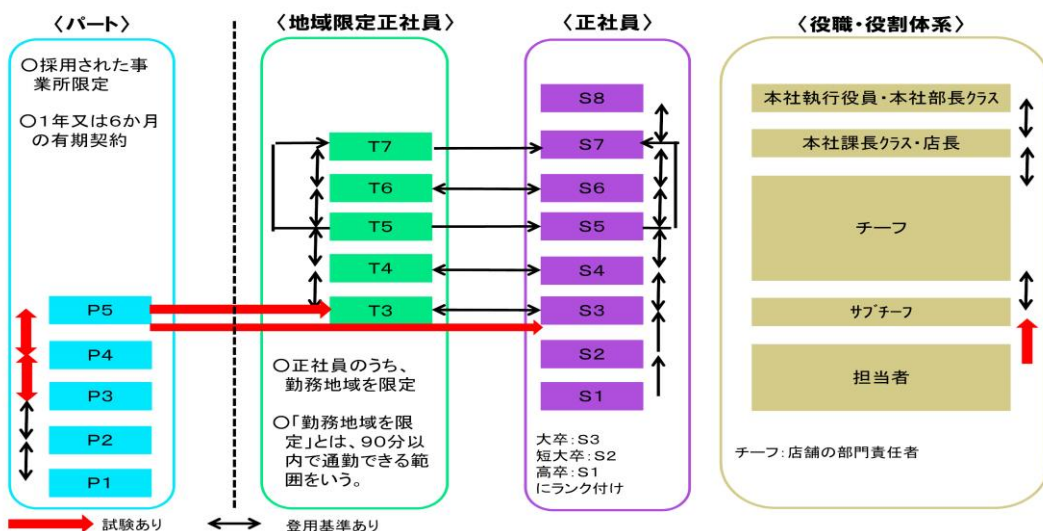 〈パート〉
〇採用された事
業所限定
〇1年又は6か月
の有期契約
P5
P4
P3
P2
P1
〈地域限定正社員〉
T7
T6
T5
T4
T3
〇正社員のうち、
勤務地域を限定
〇「勤務地域を限
定」とは、90分以
内で通勤できる範
囲をいう。
〈正社員〉
S8
S7
S6
S5
S4
S3
S2
S1
大卒:S3
短大卒:S2
高卒:S1
にランク付け
〈役職・役割体系〉
本社執行役員・本社部長クラス
本社課長クラス・店長
チーフ
サブチーフ
担当者
チーフ:店舗の部門責任者
試験あり
登用基準あり